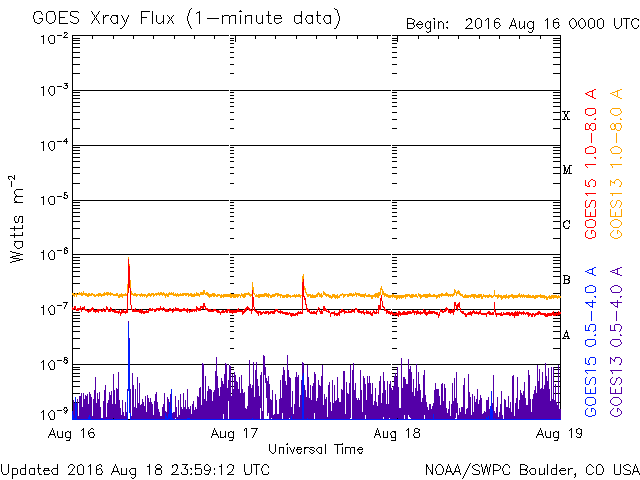 GOES Xray Flux (1-minute data)
Begin: 2016 Aug 16 0000 UTC
10⁻²
10⁻³
10⁻⁴
10⁻⁵
10⁻⁶
10⁻⁷
10⁻⁸
10⁻⁹
Watts m⁻²
X
M
C
B
A
GOES15 1.0-8.0 A
GOES13 1.0-8.0 A
GOES15 0.5-4.0 A
GOES13 0.5-4.0 A
Aug 16 Aug 17 Aug 18 Aug 19
Universal Time
Updated 2016 Aug 18 23:59:12 UTC
NOAA/SWPC Boulder, CO USA